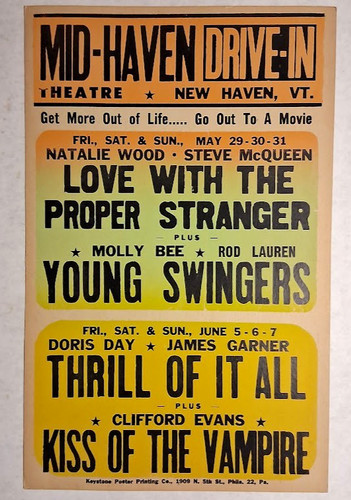 MID-HAVEN DRIVE-IN
THEATRE ★ NEW HAVEN, VT.
Get More Out of Life..... Go Out To A Movie
FRI., SAT. & SUN., MAY 29-30-31
NATALIE WOOD · STEVE McQUEEN
LOVE WITH THE
PROPER STRANGER
— PLUS —
★ MOLLY BEE ★ ROD LAUREN
YOUNG SWINGERS
FRI., SAT. & SUN., JUNE 5-6-7
DORIS DAY ★ JAMES GARNER
THRILL OF IT ALL
— PLUS —
★ CLIFFORD EVANS ★
KISS OF THE VAMPIRE
Keystone Poster Printing Co., 1909 N. 5th St., Phila. 22, Pa.